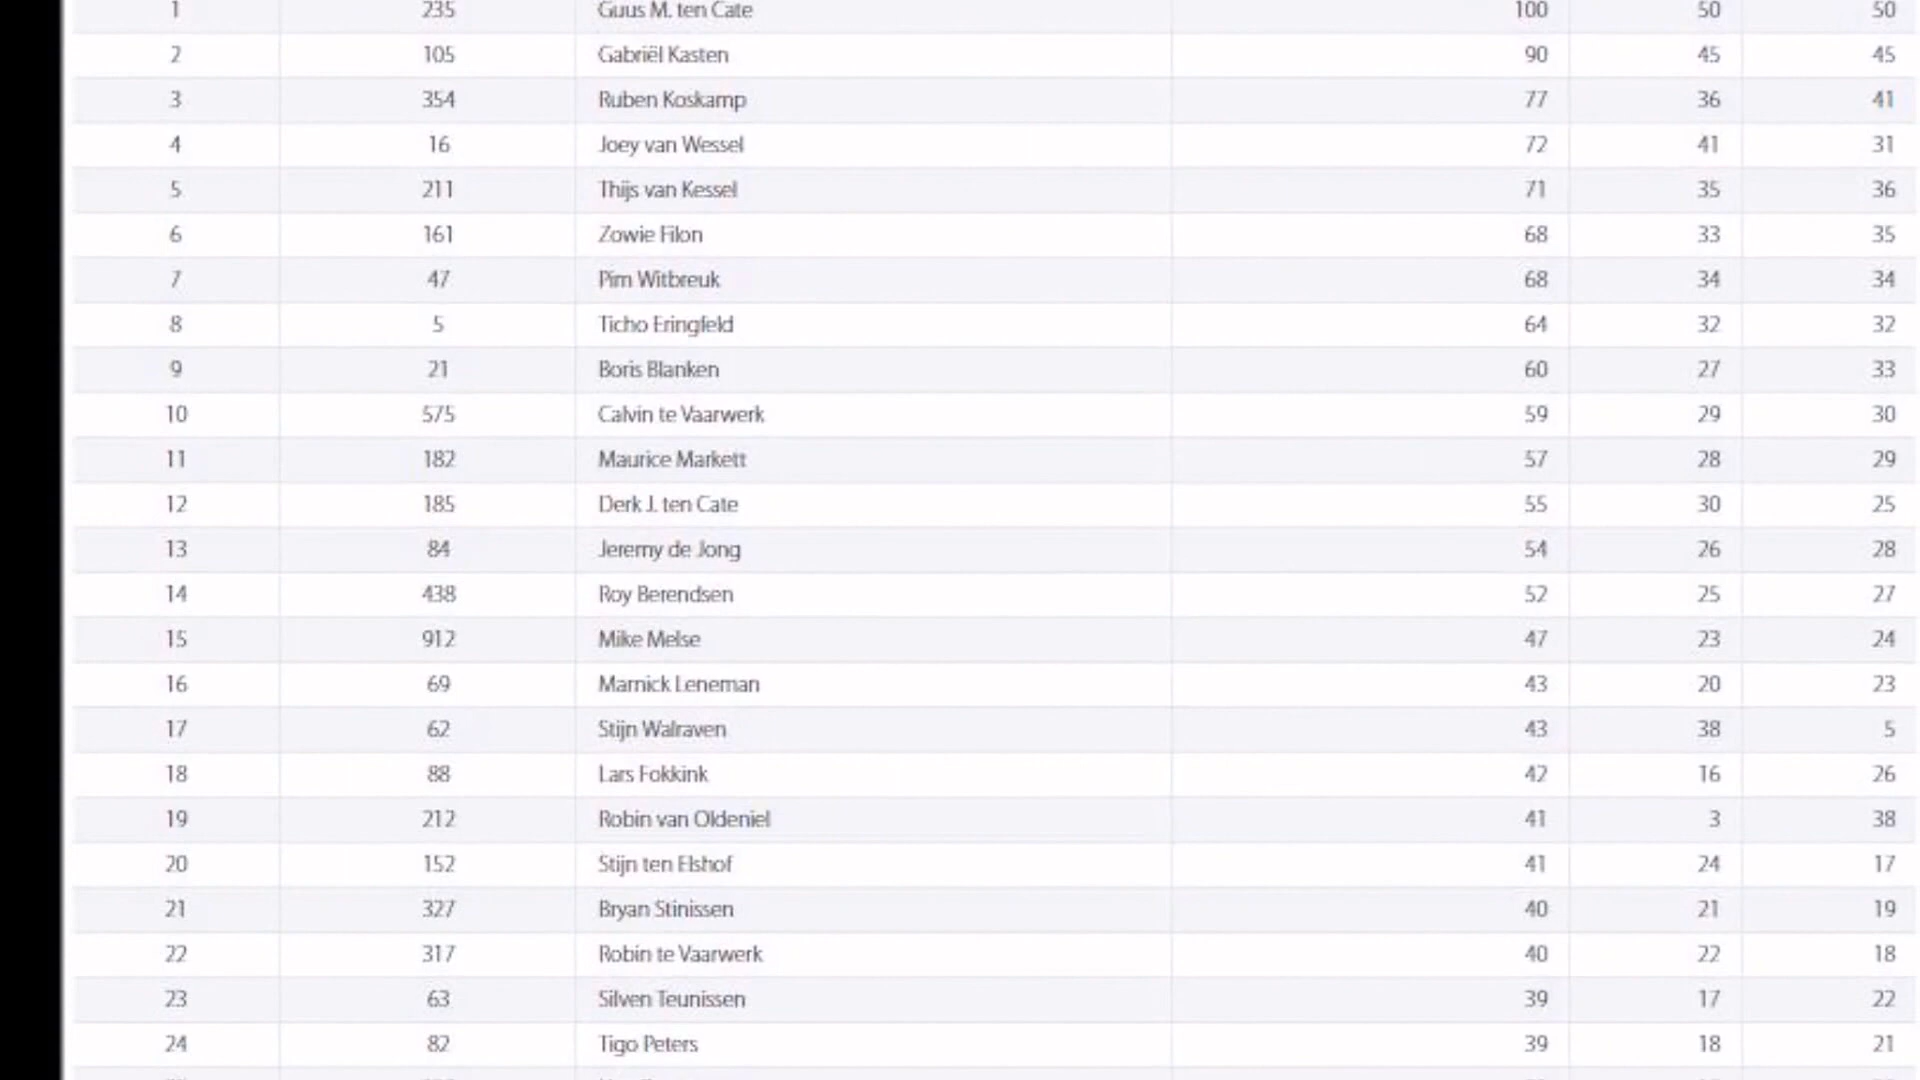 1 235 Guus M. ten Cate 100 50 50
2 105 Gabriël Kasten 90 45 45
3 354 Ruben Koskamp 77 36 41
4 16 Joey van Wessel 72 41 31
5 211 Thijs van Kessel 71 35 36
6 161 Zowie Filon 68 33 35
7 47 Pim Witbreuk 68 34 34
8 5 Ticho Eringfeld 64 32 32
9 21 Boris Blanken 60 27 33
10 575 Calvin te Vaarwerk 59 29 30
11 182 Maurice Markett 57 28 29
12 185 Derk J. ten Cate 55 30 25
13 84 Jeremy de Jong 54 26 28
14 438 Roy Berendsen 52 25 27
15 912 Mike Melse 47 23 24
16 69 Marnick Leneman 43 20 23
17 62 Stijn Walraven 43 38 5
18 88 Lars Fokkink 42 16 26
19 212 Robin van Oldeniel 41 3 38
20 152 Stijn ten Elshof 41 24 17
21 327 Bryan Stinissen 40 21 19
22 317 Robin te Vaarwerk 40 22 18
23 63 Silven Teunissen 39 17 22
24 82 Tigo Peters 39 18 21